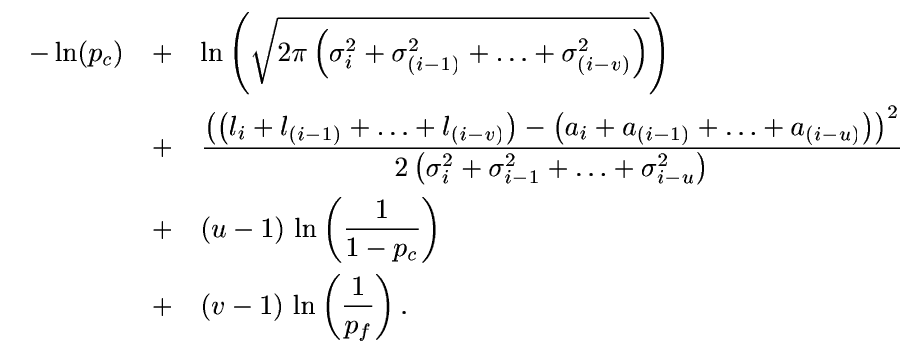 − ln(p_c) + ln(√(2π(σ_i^2 + σ_{(i−1)}^2 + … + σ_{(i−v)}^2)))
+ ((l_i + l_{(i−1)} + … + l_{(i−v)}) − (a_i + a_{(i−1)} + … + a_{(i−u)}))^2 / 2(σ_i^2 + σ_{i−1}^2 + … + σ_{i−u}^2)
+ (u − 1) ln(1 / (1 − p_c))
+ (v − 1) ln(1 / p_f).